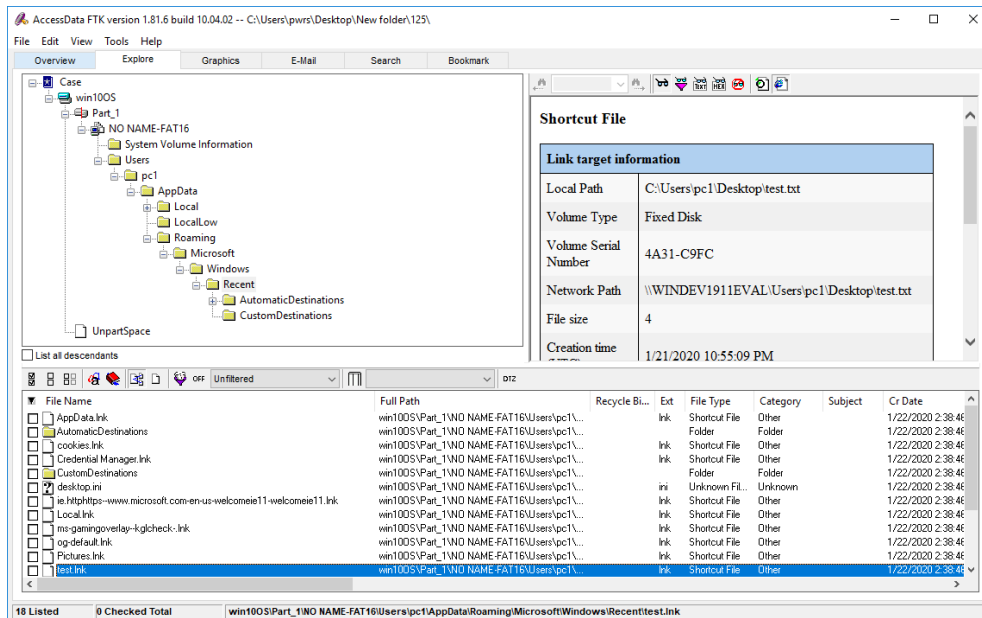 AccessData FTK version 1.81.6 build 10.04.02 -- C:\Users\pwrs\Desktop\New folder\125\
File Edit View Tools Help
Overview Explore Graphics E-Mail Search Bookmark
Case
win10OS
Part_1
NO NAME-FAT16
System Volume Information
Users
pc1
AppData
Local
LocalLow
Roaming
Microsoft
Windows
Recent
AutomaticDestinations
CustomDestinations
UnpartSpace
List all descendants
TEXT HEX
Shortcut File
Link target information
Local Path C:\Users\pc1\Desktop\test.txt
Volume Type Fixed Disk
Volume Serial
Number 4A31-C9FC
Network Path \\WINDEV1911EVAL\Users\pc1\Desktop\test.txt
File size 4
Creation time 1/21/2020 10:55:09 PM
OFF Unfiltered DTZ
File Name Full Path Recycle Bi... Ext File Type Category Subject Cr Date
AppData.lnk win10OS\Part_1\NO NAME-FAT16\Users\pc1\... lnk Shortcut File Other 1/22/2020 2:38:46
AutomaticDestinations win10OS\Part_1\NO NAME-FAT16\Users\pc1\... Folder Folder 1/22/2020 2:38:46
cookies.lnk win10OS\Part_1\NO NAME-FAT16\Users\pc1\... lnk Shortcut File Other 1/22/2020 2:38:46
Credential Manager.lnk win10OS\Part_1\NO NAME-FAT16\Users\pc1\... lnk Shortcut File Other 1/22/2020 2:38:46
CustomDestinations win10OS\Part_1\NO NAME-FAT16\Users\pc1\... Folder Folder 1/22/2020 2:38:46
desktop.ini win10OS\Part_1\NO NAME-FAT16\Users\pc1\... ini Unknown Fil... Unknown 1/22/2020 2:38:46
ie.httphttps--www.microsoft.com-en-us-welcomeie11-welcomeie11.lnk win10OS\Part_1\NO NAME-FAT16\Users\pc1\... lnk Shortcut File Other 1/22/2020 2:38:46
Local.lnk win10OS\Part_1\NO NAME-FAT16\Users\pc1\... lnk Shortcut File Other 1/22/2020 2:38:46
ms-gamingoverlay--kglcheck-.lnk win10OS\Part_1\NO NAME-FAT16\Users\pc1\... lnk Shortcut File Other 1/22/2020 2:38:46
og-default.lnk win10OS\Part_1\NO NAME-FAT16\Users\pc1\... lnk Shortcut File Other 1/22/2020 2:38:46
Pictures.lnk win10OS\Part_1\NO NAME-FAT16\Users\pc1\... lnk Shortcut File Other 1/22/2020 2:38:46
test.lnk win10OS\Part_1\NO NAME-FAT16\Users\pc1\... lnk Shortcut File Other 1/22/2020 2:38:46
18 Listed 0 Checked Total win10OS\Part_1\NO NAME-FAT16\Users\pc1\AppData\Roaming\Microsoft\Windows\Recent\test.lnk